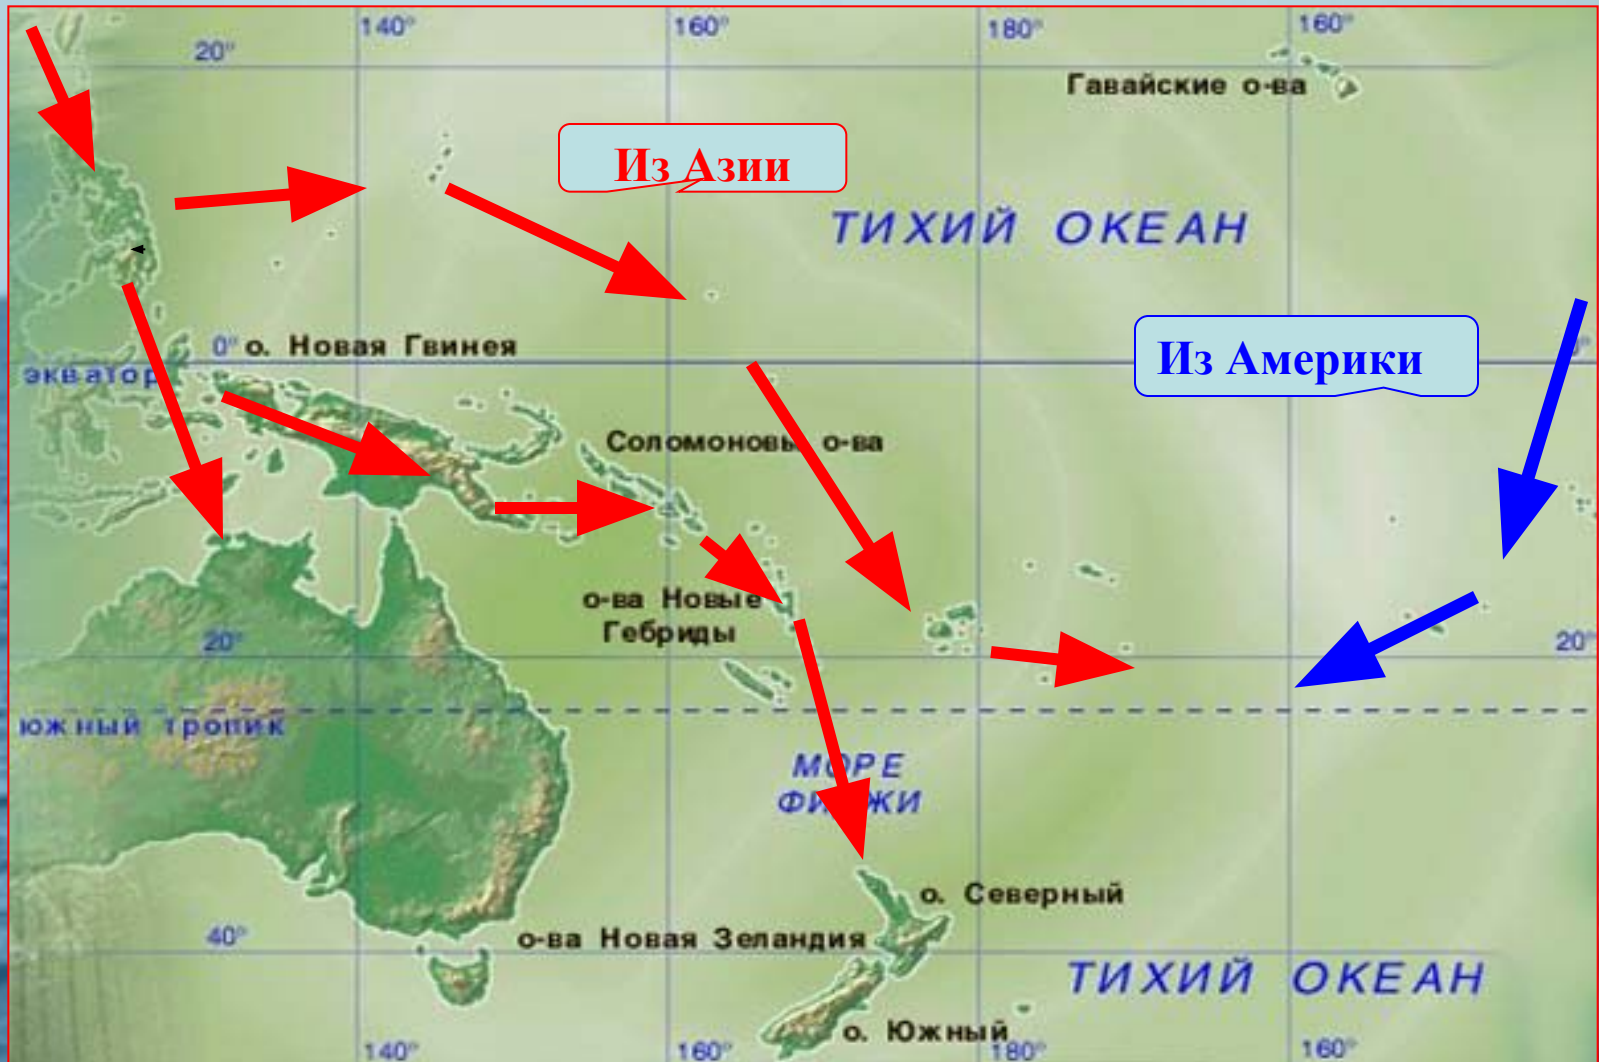 140°
160°
180°
160°
20°
Гавайские о-ва
Из Азии
ТИХИЙ ОКЕАН
0°
о. Новая Гвинея
экватор
Из Америки
0°
Соломоновы о-ва
о-ва Новые
Гебриды
20°
20°
южный тропик
МОРЕ
ФИДЖИ
о. Северный
40°
о-ва Новая Зеландия
ТИХИЙ ОКЕАН
о. Южный
140°
160°
180°
160°